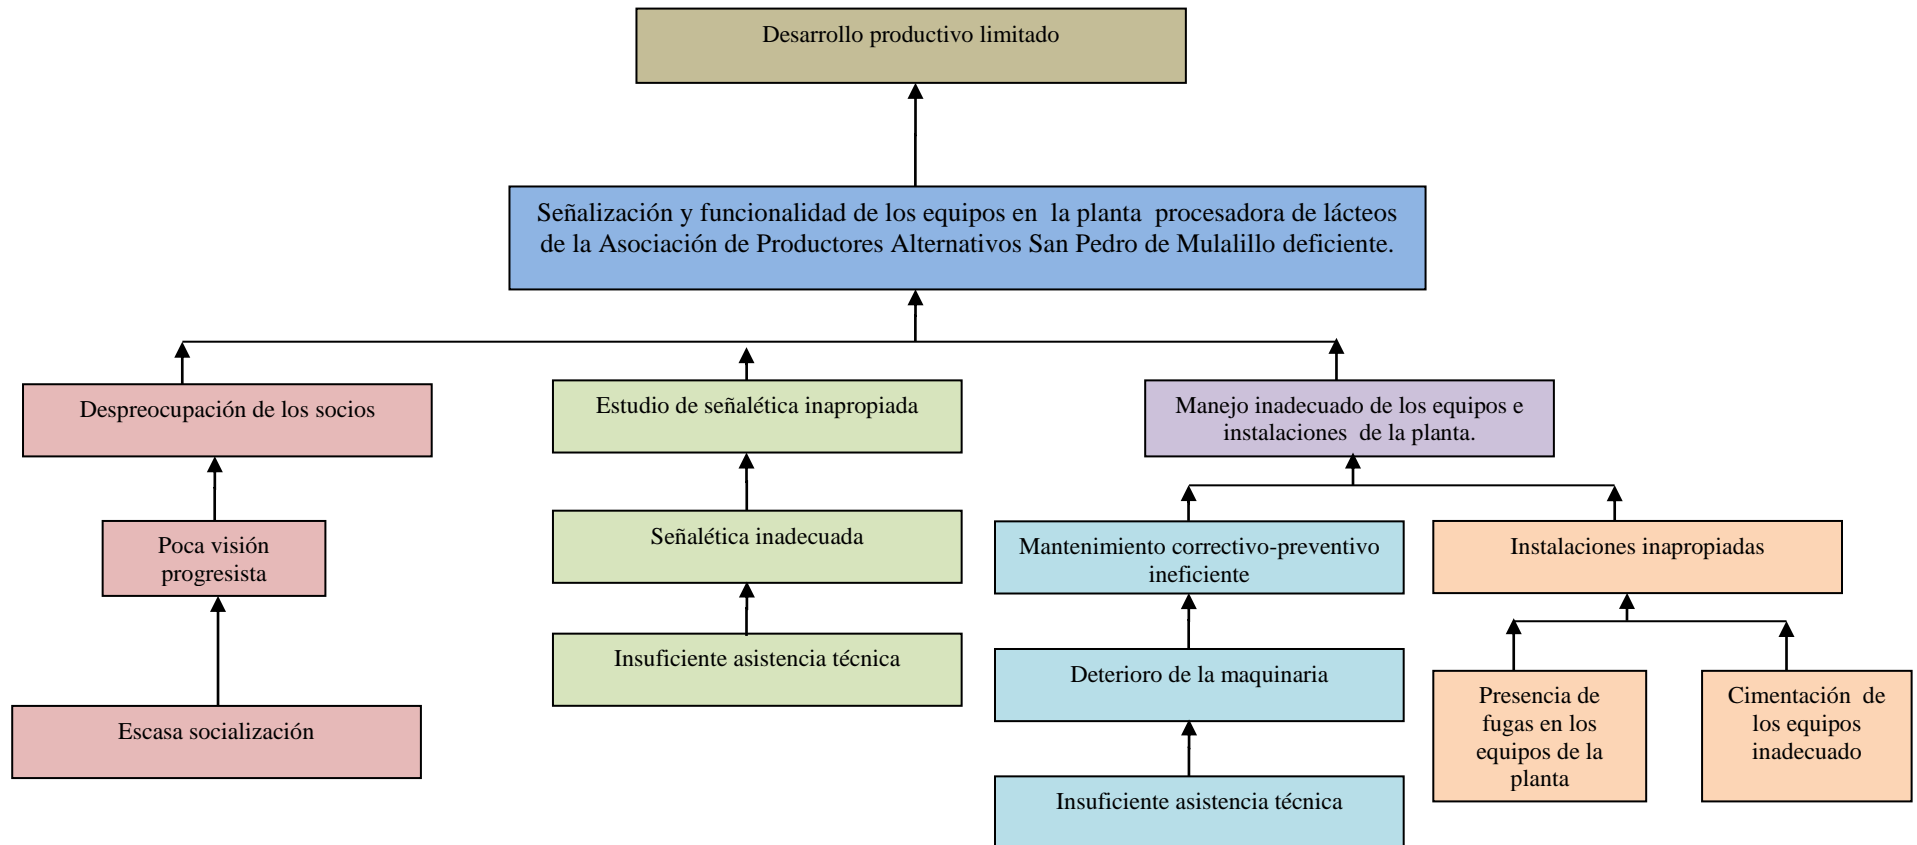 Desarrollo productivo limitado
Señalización y funcionalidad de los equipos en la planta procesadora de lácteos
de la Asociación de Productores Alternativos San Pedro de Mulalillo deficiente.
Despreocupación de los socios
Estudio de señalética inapropiada
Manejo inadecuado de los equipos e
instalaciones de la planta.
Poca visión
progresista
Señalética inadecuada
Mantenimiento correctivo-preventivo
ineficiente
Instalaciones inapropiadas
Escasa socialización
Insuficiente asistencia técnica
Deterioro de la maquinaria
Presencia de
fugas en los
equipos de la
planta
Cimentación de
los equipos
inadecuado
Insuficiente asistencia técnica